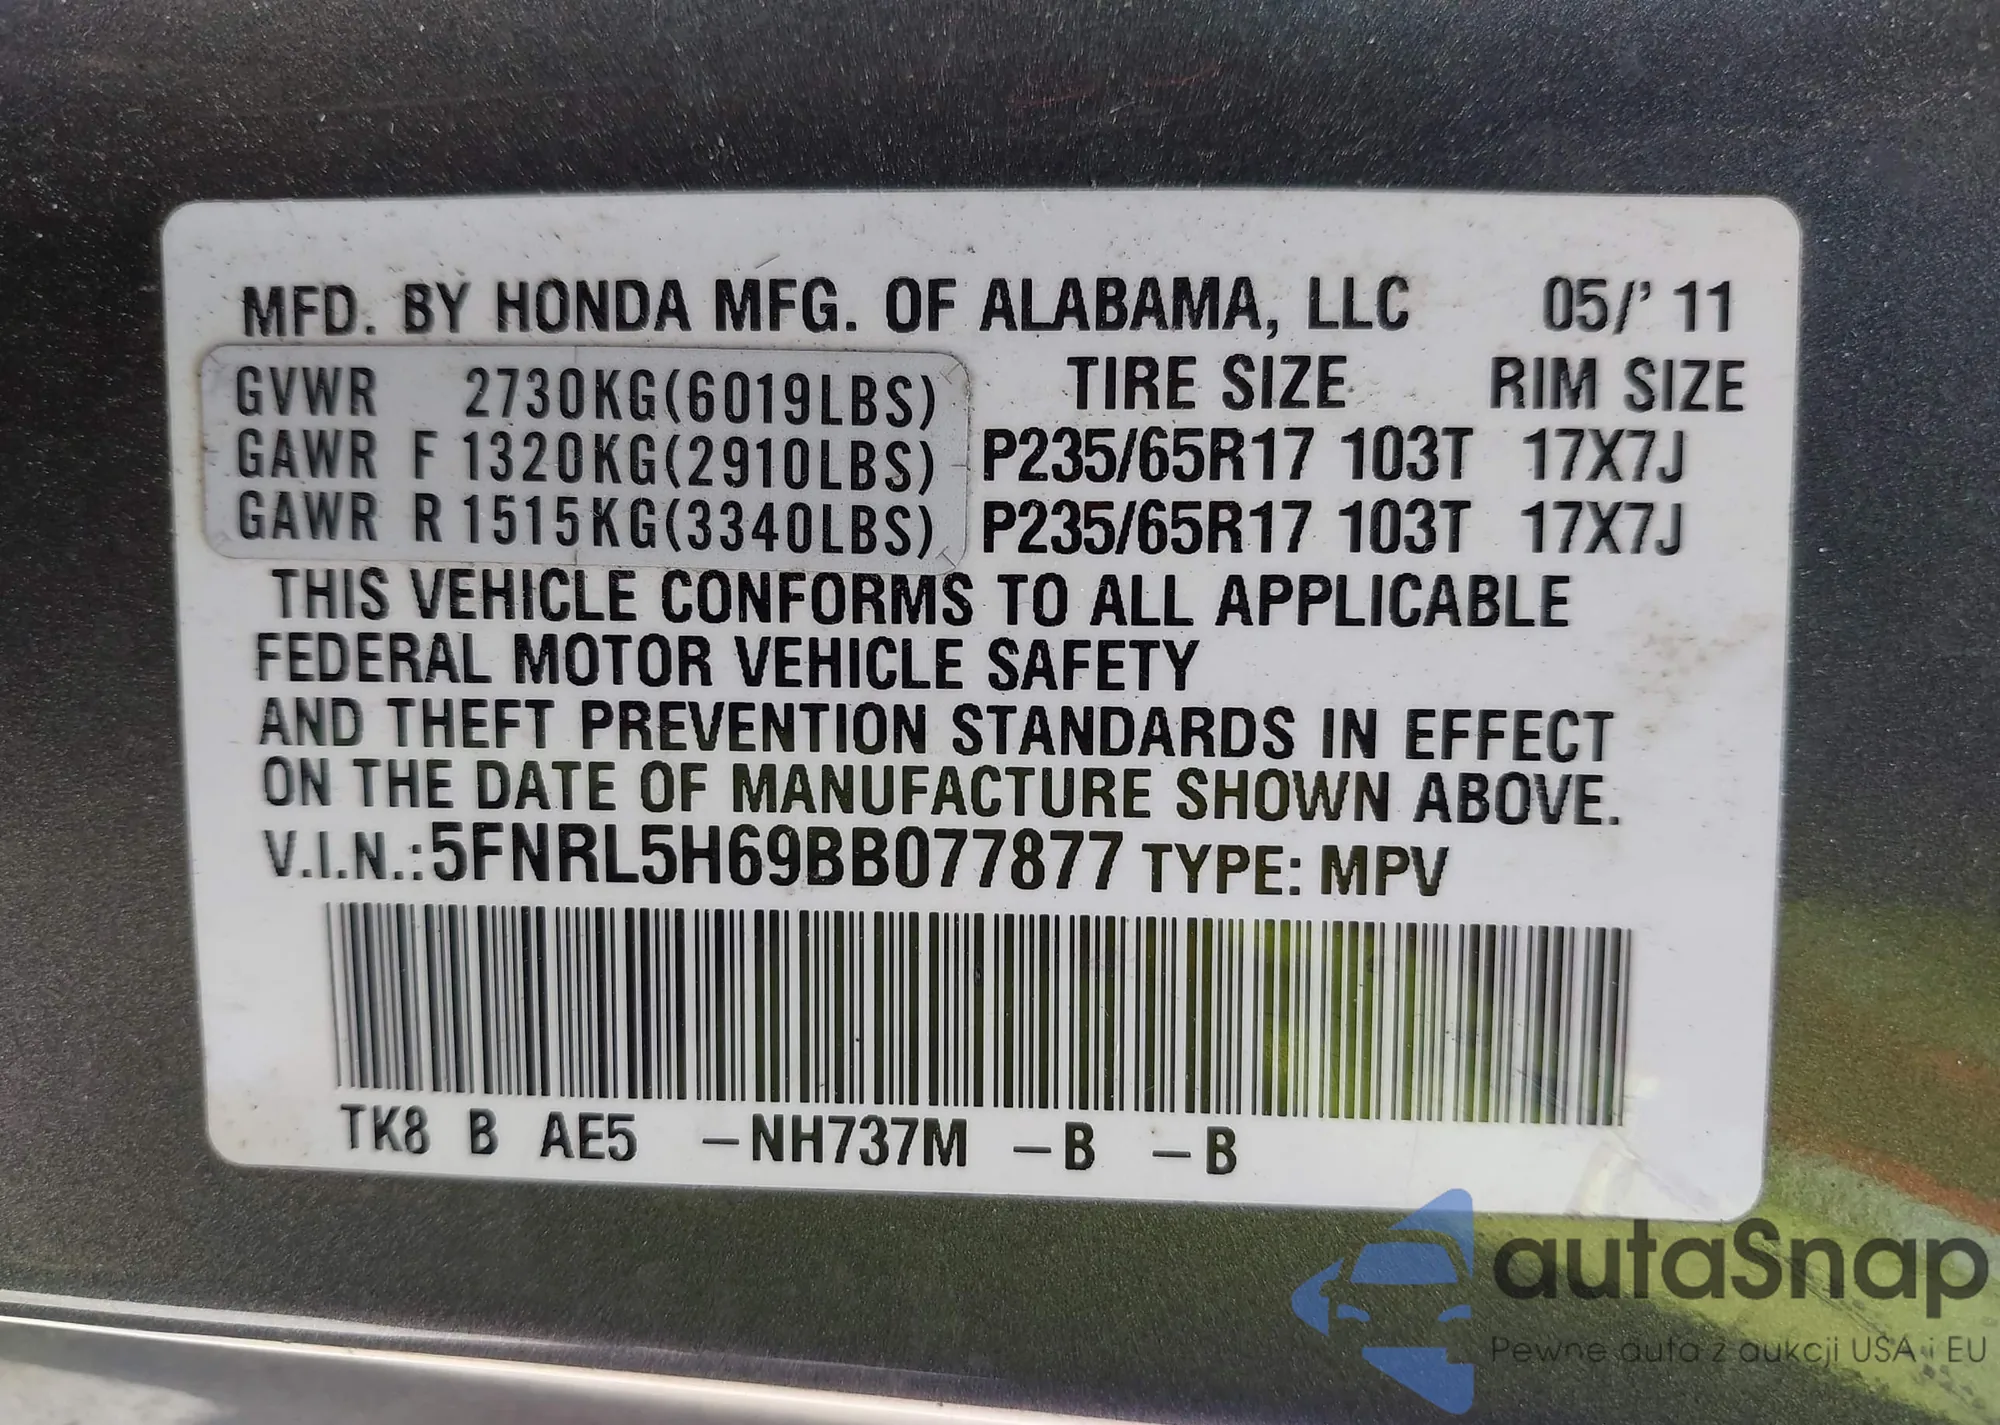 MFD. BY HONDA MFG. OF ALABAMA, LLC 05/' 11
TIRE SIZE RIM SIZE
GVWR 2730KG(6019LBS)
GAWR F 1320KG(2910LBS) P235/65R17 103T 17X7J
GAWR R 1515KG(3340LBS) P235/65R17 103T 17X7J
THIS VEHICLE CONFORMS TO ALL APPLICABLE
FEDERAL MOTOR VEHICLE SAFETY
AND THEFT PREVENTION STANDARDS IN EFFECT
ON THE DATE OF MANUFACTURE SHOWN ABOVE.
V.I.N.:5FNRL5H69BB077877 TYPE: MPV
TK8 B AE5 –NH737M –B –B
autaSnap
Pewne auta z aukcji USA i EU